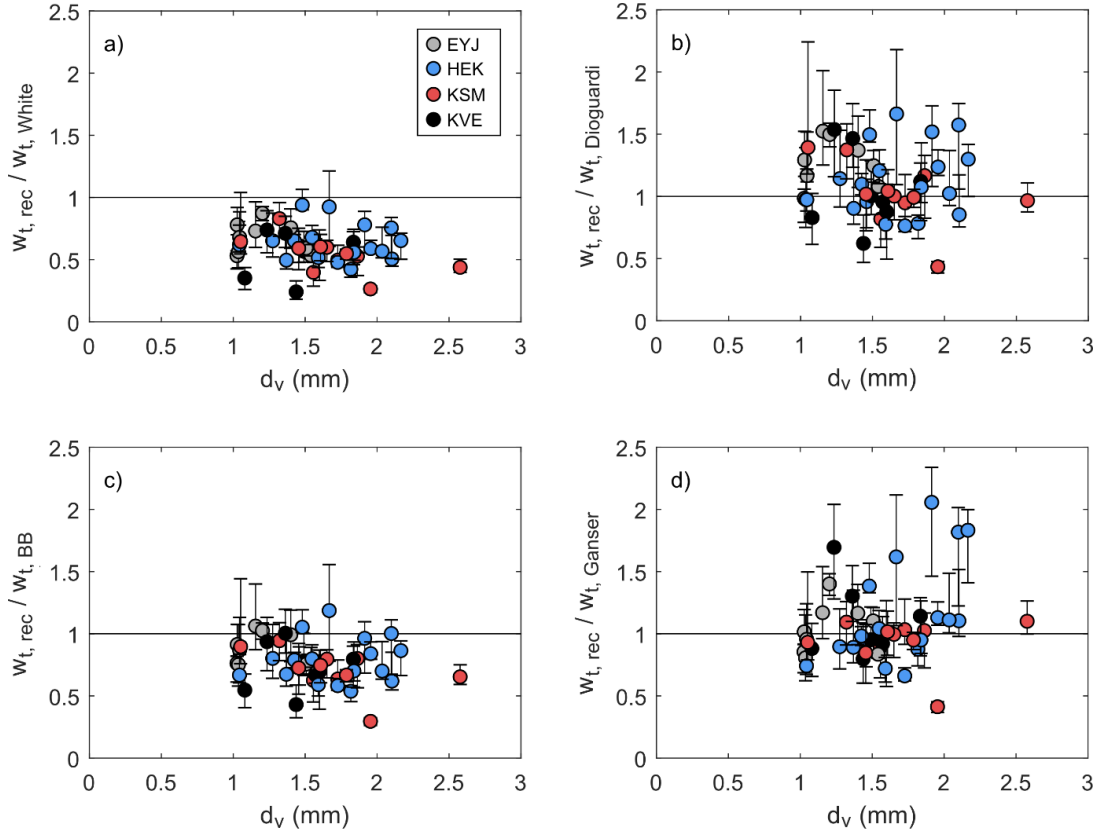 2.5
a)
EYJ
HEK
KSM
KVE
2
1.5
1
0.5
0
w_t, rec / w_t, White
0 0.5 1 1.5 2 2.5 3
d_v (mm)
2.5
b)
2
1.5
1
0.5
0
w_t, rec / w_t, Dioguardi
0 0.5 1 1.5 2 2.5 3
d_v (mm)
2.5
c)
2
1.5
1
0.5
0
w_t, rec / w_t, BB
0 0.5 1 1.5 2 2.5 3
d_v (mm)
2.5
d)
2
1.5
1
0.5
0
w_t, rec / w_t, Ganser
0 0.5 1 1.5 2 2.5 3
d_v (mm)